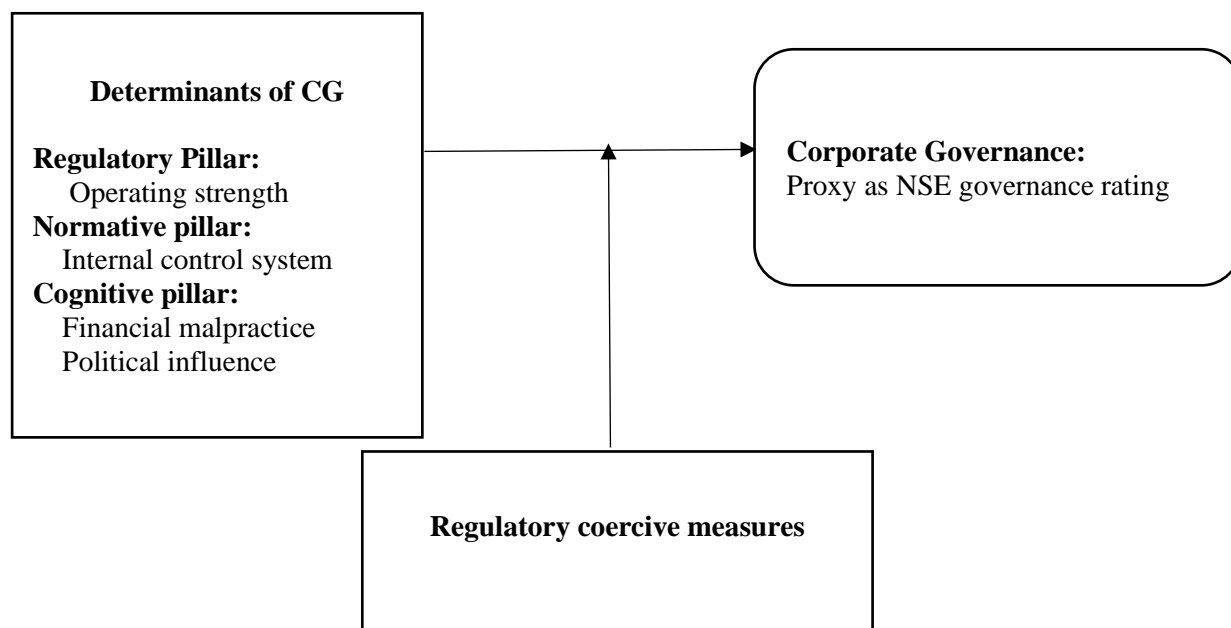 Determinants of CG
Regulatory Pillar:
Operating strength
Normative pillar:
Internal control system
Cognitive pillar:
Financial malpractice
Political influence
Corporate Governance:
Proxy as NSE governance rating
Regulatory coercive measures